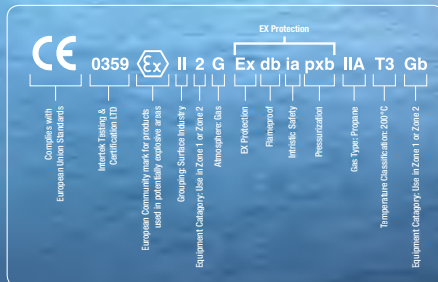 EX Protection
CE 0359 Ex II 2 G Ex db ia pxb IIA T3 Gb
Complies with
European Union Standards
Intertek Testing &
Certification LTD
European Community mark for products
used in potentially explosive areas
Grouping: Surface Industry
Equipment Catagory: Use in Zone 1 or Zone 2
Atmosphere: Gas
EX Protection
Flameproof
Intristic Safety
Pressurization
Gas Type: Propane
Temperature Classification: 200°C
Equipment Catagory: Use in Zone 1 or Zone 2